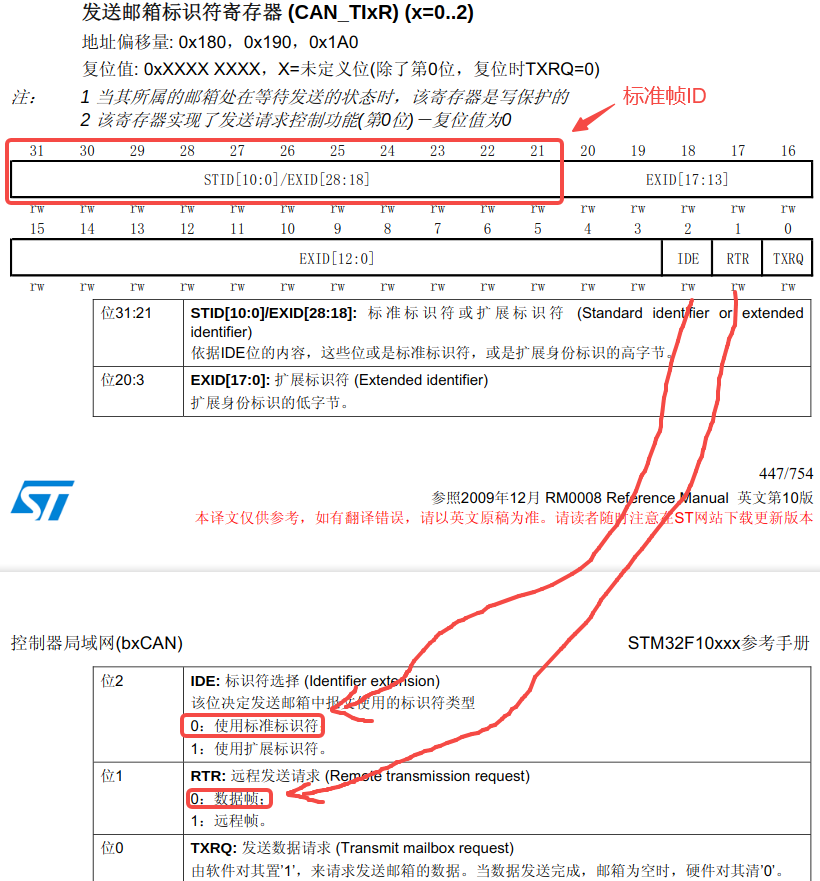 发送邮箱标识符寄存器 (CAN_TIxR) (x=0..2)
地址偏移量: 0x180，0x190，0x1A0
复位值: 0xXXXX XXXX，X=未定义位(除了第0位，复位时TXRQ=0)
注： 1 当其所属的邮箱处在等待发送的状态时，该寄存器是写保护的
2 该寄存器实现了发送请求控制功能(第0位)－复位值为0
标准帧ID
31 30 29 28 27 26 25 24 23 22 21 20 19 18 17 16
STID[10:0]/EXID[28:18] EXID[17:13]
rw rw rw rw rw rw rw rw rw rw rw rw rw rw rw rw
15 14 13 12 11 10 9 8 7 6 5 4 3 2 1 0
EXID[12:0] IDE RTR TXRQ
rw rw rw rw rw rw rw rw rw rw rw rw rw rw rw rw
位31:21 STID[10:0]/EXID[28:18]: 标准标识符或扩展标识符 (Standard identifier or extended
identifier)
依据IDE位的内容，这些位或是标准标识符，或是扩展身份标识的高字节。
位20:3 EXID[17:0]: 扩展标识符 (Extended identifier)
扩展身份标识的低字节。
447/754
ST
参照2009年12月 RM0008 Reference Manual 英文第10版
本译文仅供参考，如有翻译错误，请以英文原稿为准。请读者随时注意在ST网站下载更新版本
控制器局域网(bxCAN) STM32F10xxx参考手册
位2 IDE: 标识符选择 (Identifier extension)
该位决定发送邮箱中报文使用的标识符类型
0：使用标准标识符
1：使用扩展标识符。
位1 RTR: 远程发送请求 (Remote transmission request)
0：数据帧；
1：远程帧。
位0 TXRQ: 发送数据请求 (Transmit mailbox request)
由软件对其置'1'，来请求发送邮箱的数据。当数据发送完成，邮箱为空时，硬件对其清'0'。